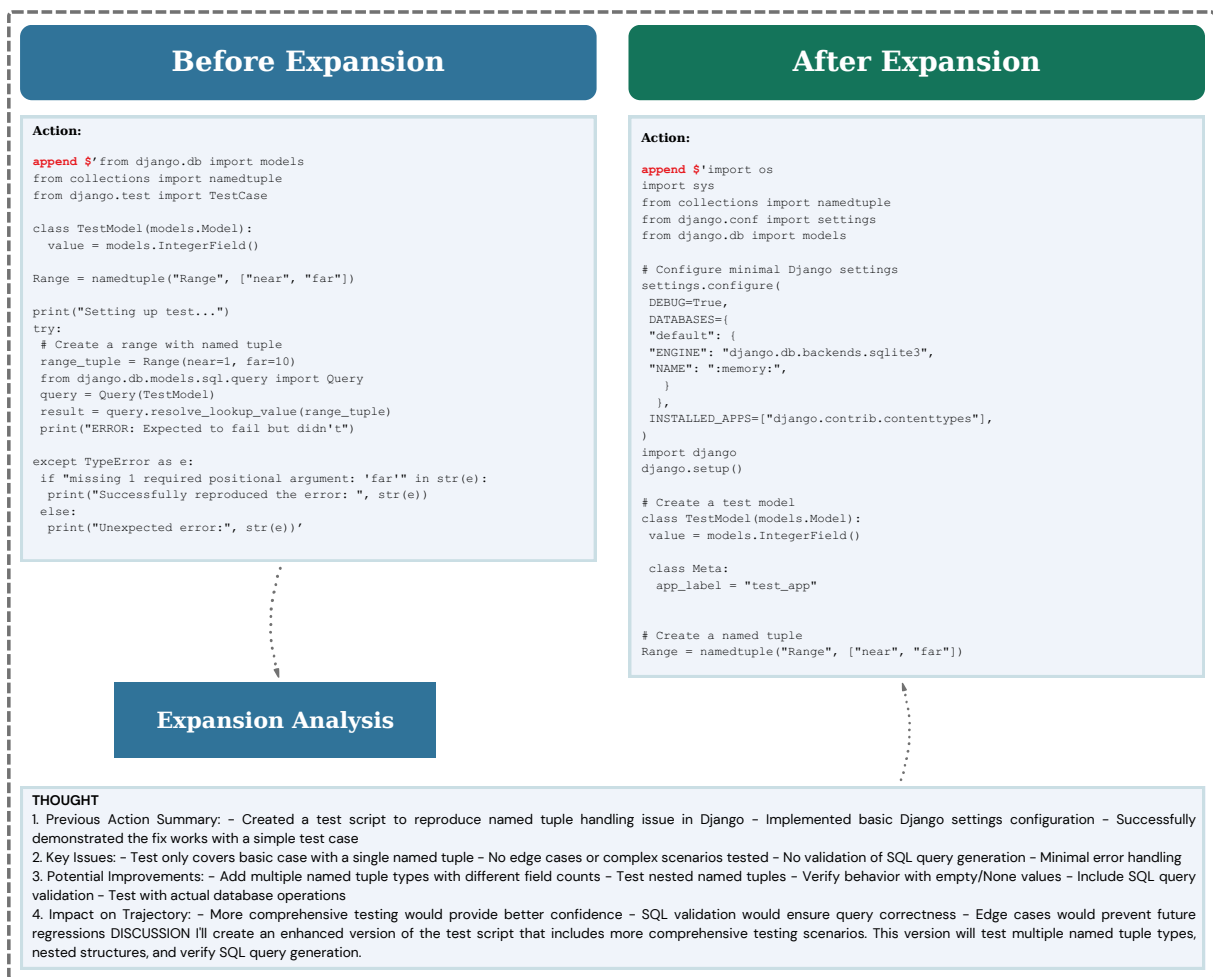 Before Expansion
Action:
append $’from django.db import models
from collections import namedtuple
from django.test import TestCase
class TestModel(models.Model):
value = models.IntegerField()
Range = namedtuple("Range", ["near", "far"])
print("Setting up test...")
try:
# Create a range with named tuple
range_tuple = Range(near=1, far=10)
from django.db.models.sql.query import Query
query = Query(TestModel)
result = query.resolve_lookup_value(range_tuple)
print("ERROR: Expected to fail but didn't")
except TypeError as e:
if "missing 1 required positional argument: 'far'" in str(e):
print("Successfully reproduced the error: ", str(e))
else:
print("Unexpected error:", str(e))’
Expansion Analysis
After Expansion
Action:
append $'import os
import sys
from collections import namedtuple
from django.conf import settings
from django.db import models
# Configure minimal Django settings
settings.configure(
DEBUG=True,
DATABASES={
"default": {
"ENGINE": "django.db.backends.sqlite3",
"NAME": ":memory:",
}
},
INSTALLED_APPS=["django.contrib.contenttypes"],
)
import django
django.setup()
# Create a test model
class TestModel(models.Model):
value = models.IntegerField()
class Meta:
app_label = "test_app"
# Create a named tuple
Range = namedtuple("Range", ["near", "far"])
THOUGHT
1. Previous Action Summary: – Created a test script to reproduce named tuple handling issue in Django – Implemented basic Django settings configuration – Successfully
demonstrated the fix works with a simple test case
2. Key Issues: – Test only covers basic case with a single named tuple – No edge cases or complex scenarios tested – No validation of SQL query generation – Minimal error handling
3. Potential Improvements: – Add multiple named tuple types with different field counts – Test nested named tuples – Verify behavior with empty/None values – Include SQL query
validation – Test with actual database operations
4. Impact on Trajectory: – More comprehensive testing would provide better confidence – SQL validation would ensure query correctness – Edge cases would prevent future
regressions DISCUSSION I'll create an enhanced version of the test script that includes more comprehensive testing scenarios. This version will test multiple named tuple types,
nested structures, and verify SQL query generation.